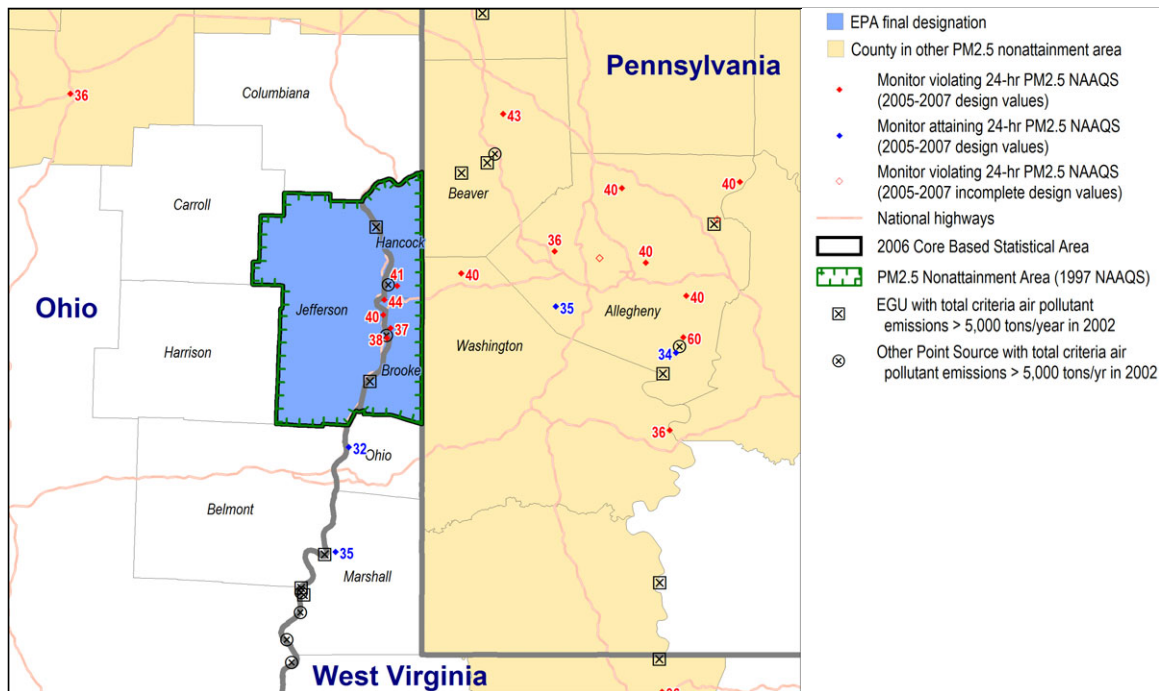 Pennsylvania
Columbiana
36
43
Beaver
40
40
Carroll
Hancock
36
40
41
40
Ohio
Jefferson
44
35
40
Allegheny
40
37
38
60
Harrison
Washington
34
Brooke
36
32
Ohio
Belmont
35
Marshall
West Virginia
EPA final designation
County in other PM2.5 nonattainment area
Monitor violating 24-hr PM2.5 NAAQS
(2005-2007 design values)
Monitor attaining 24-hr PM2.5 NAAQS
(2005-2007 design values)
Monitor violating 24-hr PM2.5 NAAQS
(2005-2007 incomplete design values)
National highways
2006 Core Based Statistical Area
PM2.5 Nonattainment Area (1997 NAAQS)
EGU with total criteria air pollutant
emissions > 5,000 tons/year in 2002
Other Point Source with total criteria air
pollutant emissions > 5,000 tons/yr in 2002